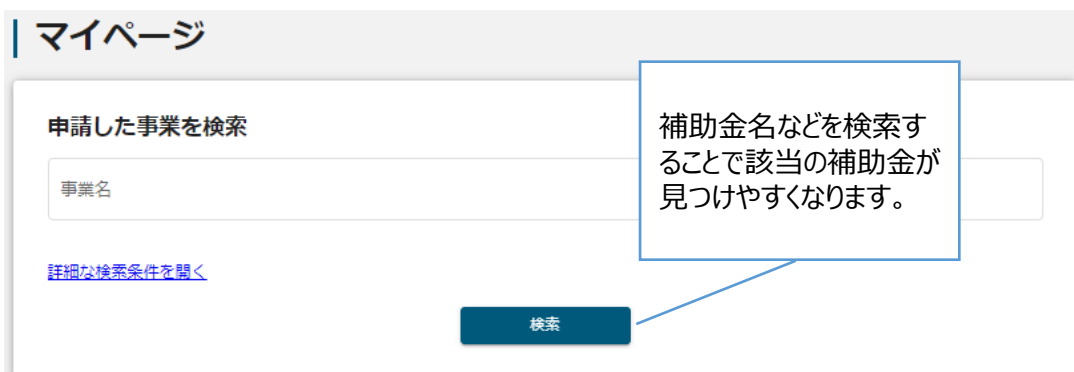 マイページ
申請した事業を検索
事業名
補助金名などを検索す
ることで該当の補助金が
見つけやすくなります。
詳細な検索条件を開く
検索